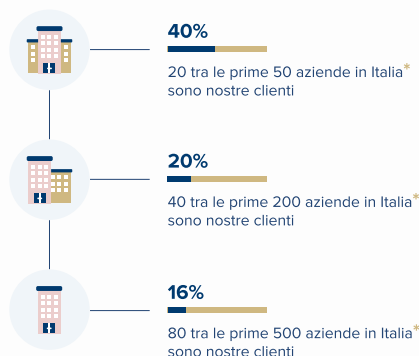 40%
20 tra le prime 50 aziende in Italia*
sono nostre clienti
20%
40 tra le prime 200 aziende in Italia*
sono nostre clienti
16%
80 tra le prime 500 aziende in Italia*
sono nostre clienti